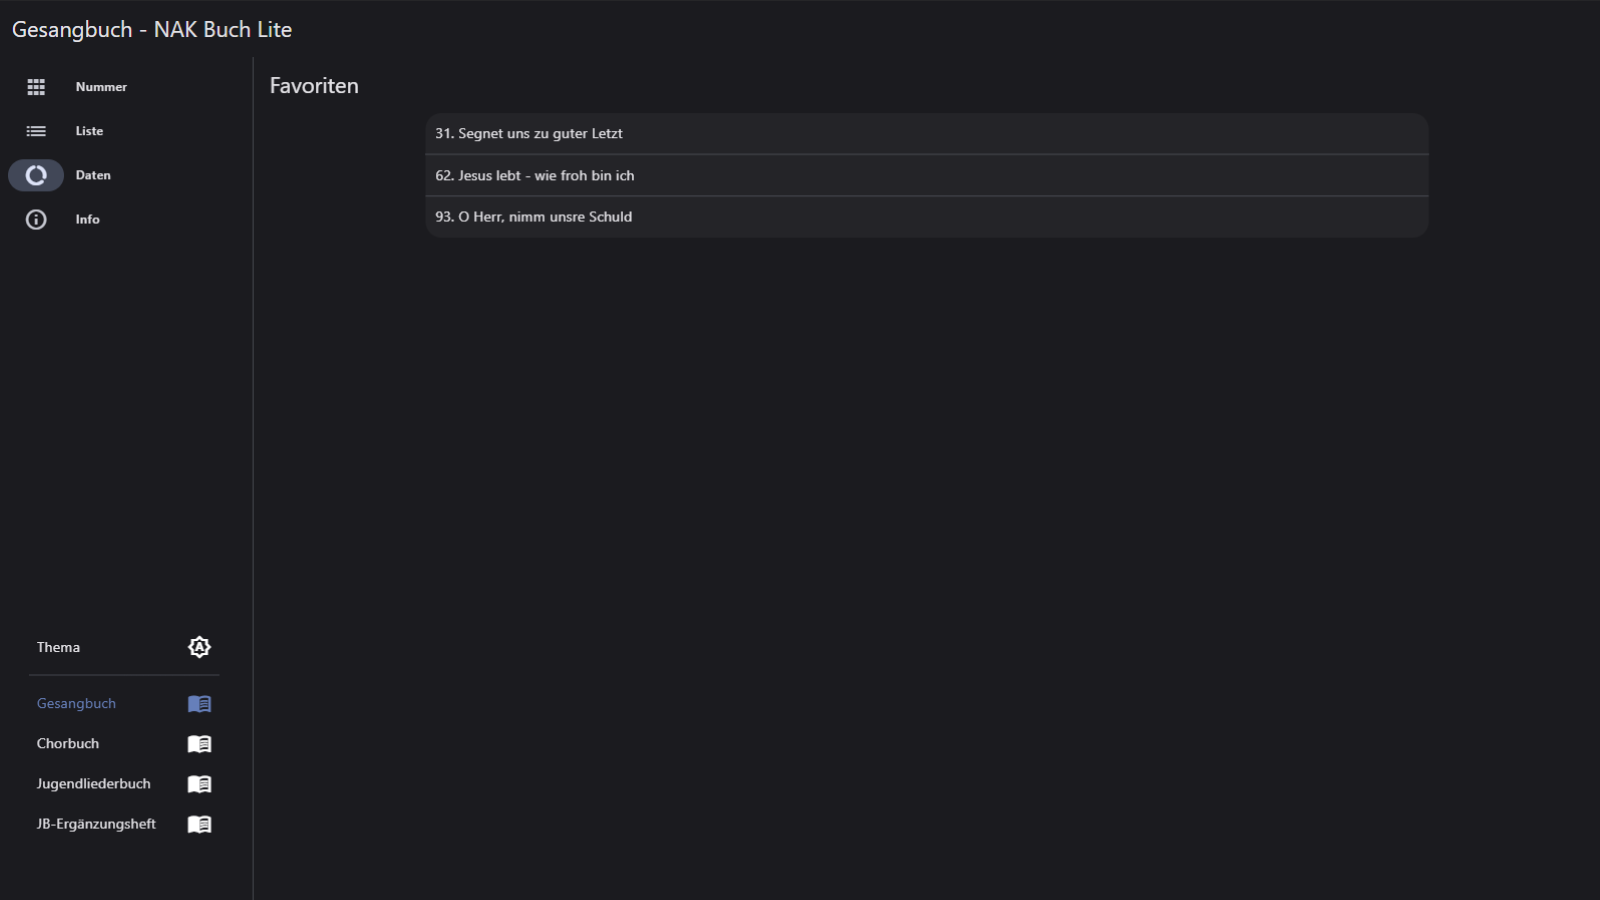 Gesangbuch - NAK Buch Lite
Nummer
Liste
Daten
Info
Favoriten
31. Segnet uns zu guter Letzt
62. Jesus lebt - wie froh bin ich
93. O Herr, nimm unsre Schuld
Thema
A
Gesangbuch
Chorbuch
Jugendliederbuch
JB-Ergänzungsheft